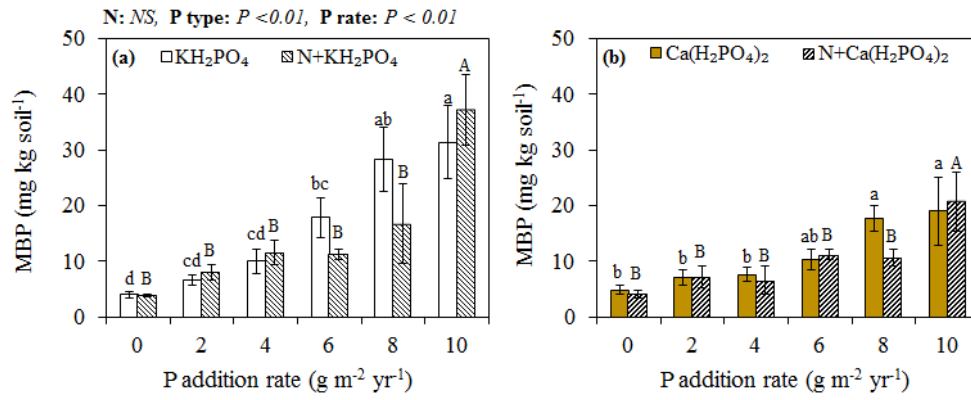 N: NS, P type: P <0.01, P rate: P < 0.01
(a) KH₂PO₄ N+KH₂PO₄
MBP (mg kg soil⁻¹)
50
40
30
20
10
0
d B cd B cd B bc B ab B a A
0 2 4 6 8 10
P addition rate (g m⁻² yr⁻¹)
(b) Ca(H₂PO₄)₂ N+Ca(H₂PO₄)₂
MBP (mg kg soil⁻¹)
50
40
30
20
10
0
b B b B b B ab B a B a A
0 2 4 6 8 10
P addition rate (g m⁻² yr⁻¹)